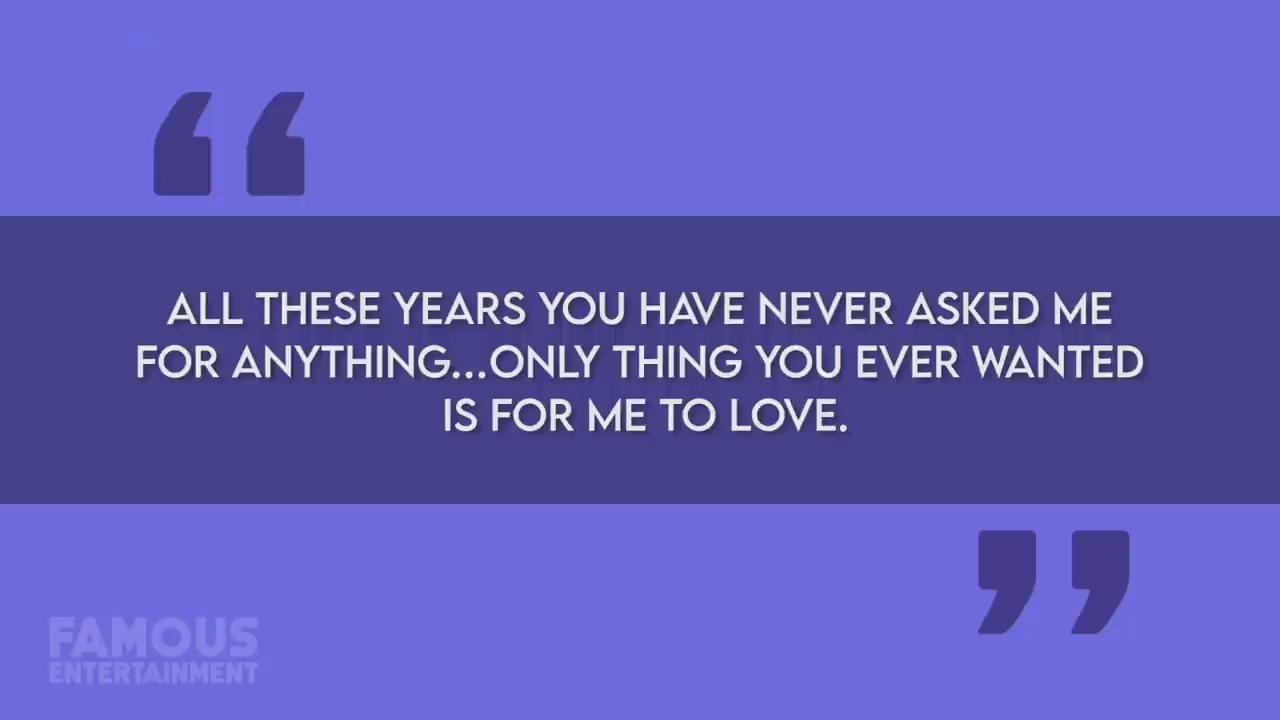 ALL THESE YEARS YOU HAVE NEVER ASKED ME
FOR ANYTHING...ONLY THING YOU EVER WANTED
IS FOR ME TO LOVE.
FAMOUS
ENTERTAINMENT